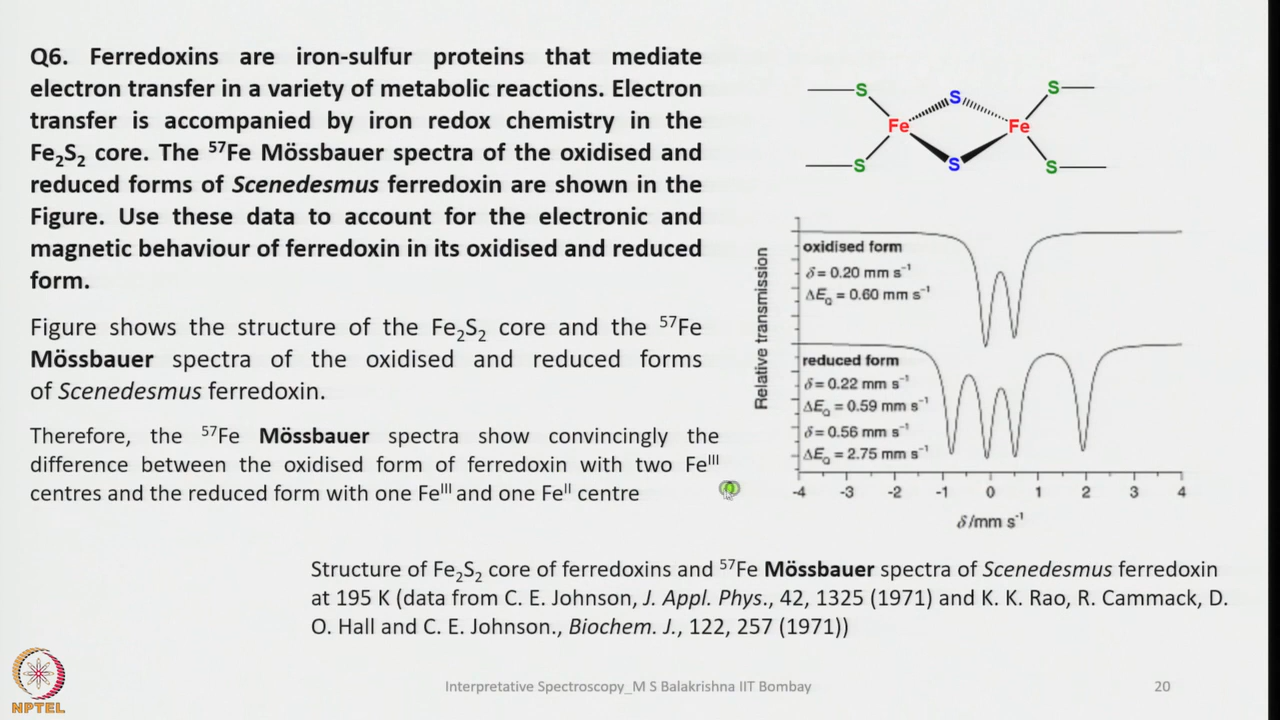 Q6. Ferredoxins are iron-sulfur proteins that mediate
electron transfer in a variety of metabolic reactions. Electron
transfer is accompanied by iron redox chemistry in the
Fe₂S₂ core. The ⁵⁷Fe Mössbauer spectra of the oxidised and
reduced forms of Scenedesmus ferredoxin are shown in the
Figure. Use these data to account for the electronic and
magnetic behaviour of ferredoxin in its oxidised and reduced
form.
Figure shows the structure of the Fe₂S₂ core and the ⁵⁷Fe
Mössbauer spectra of the oxidised and reduced forms
of Scenedesmus ferredoxin.
Therefore, the ⁵⁷Fe Mössbauer spectra show convincingly the
difference between the oxidised form of ferredoxin with two Feᴵᴵᴵ
centres and the reduced form with one Feᴵᴵᴵ and one Feᴵᴵ centre
S S S
Fe Fe
S S S
Relative transmission
oxidised form
δ = 0.20 mm s⁻¹
ΔE_Q = 0.60 mm s⁻¹
reduced form
δ = 0.22 mm s⁻¹
ΔE_Q = 0.59 mm s⁻¹
δ = 0.56 mm s⁻¹
ΔE_Q = 2.75 mm s⁻¹
-4 -3 -2 -1 0 1 2 3 4
δ/mm s⁻¹
Structure of Fe₂S₂ core of ferredoxins and ⁵⁷Fe Mössbauer spectra of Scenedesmus ferredoxin
at 195 K (data from C. E. Johnson, J. Appl. Phys., 42, 1325 (1971) and K. K. Rao, R. Cammack, D.
O. Hall and C. E. Johnson., Biochem. J., 122, 257 (1971))
NPTEL
Interpretative Spectroscopy_M S Balakrishna IIT Bombay
20